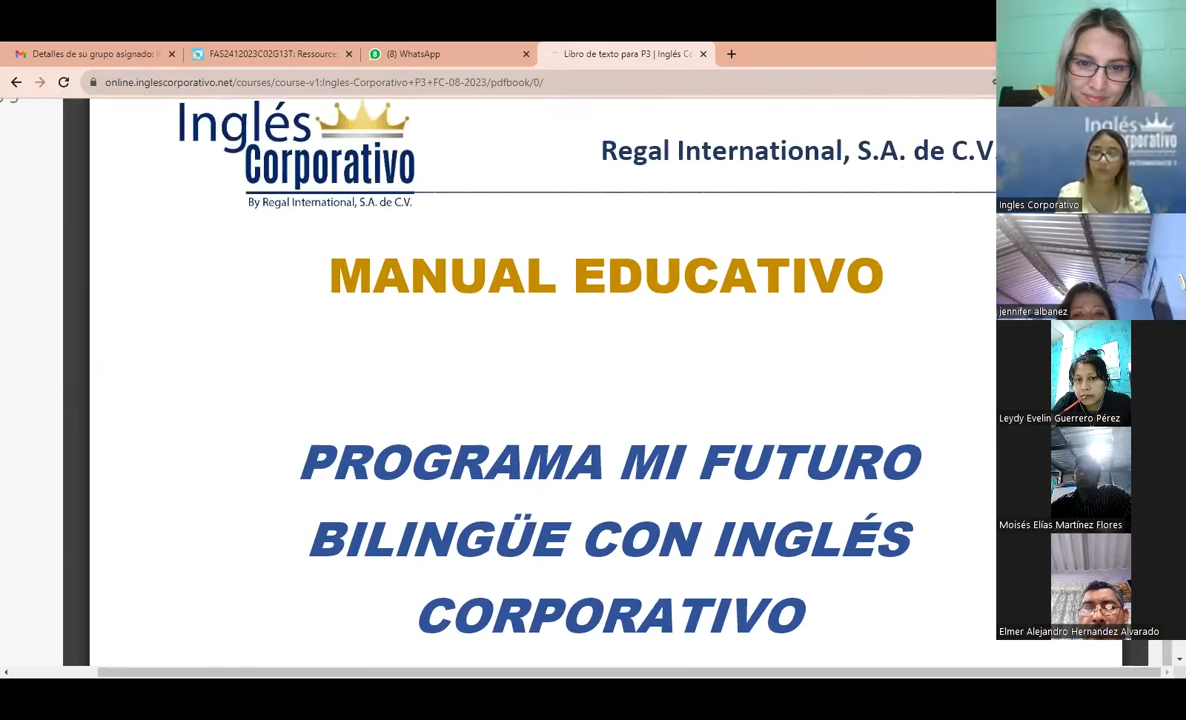 Detalles de su grupo asignado: I
FAS2412023C02G13T: Ressource
(8) WhatsApp
Libro de texto para P3 | Inglés Co
online.inglescorporativo.net/courses/course-v1:Ingles-Corporativo+P3+FC-08-2023/pdfbook/0/
Inglés
Corporativo
By Regal International, S.A. de C.V.
Regal International, S.A. de C.V.
MANUAL EDUCATIVO
PROGRAMA MI FUTURO
BILINGÜE CON INGLÉS
CORPORATIVO
Inglés
Corporativo
Ingles Corporativo
jennifer albanez
Leydy Evelin Guerrero Pérez
Moisés Elías Martínez Flores
Elmer Alejandro Hernandez Alvarado